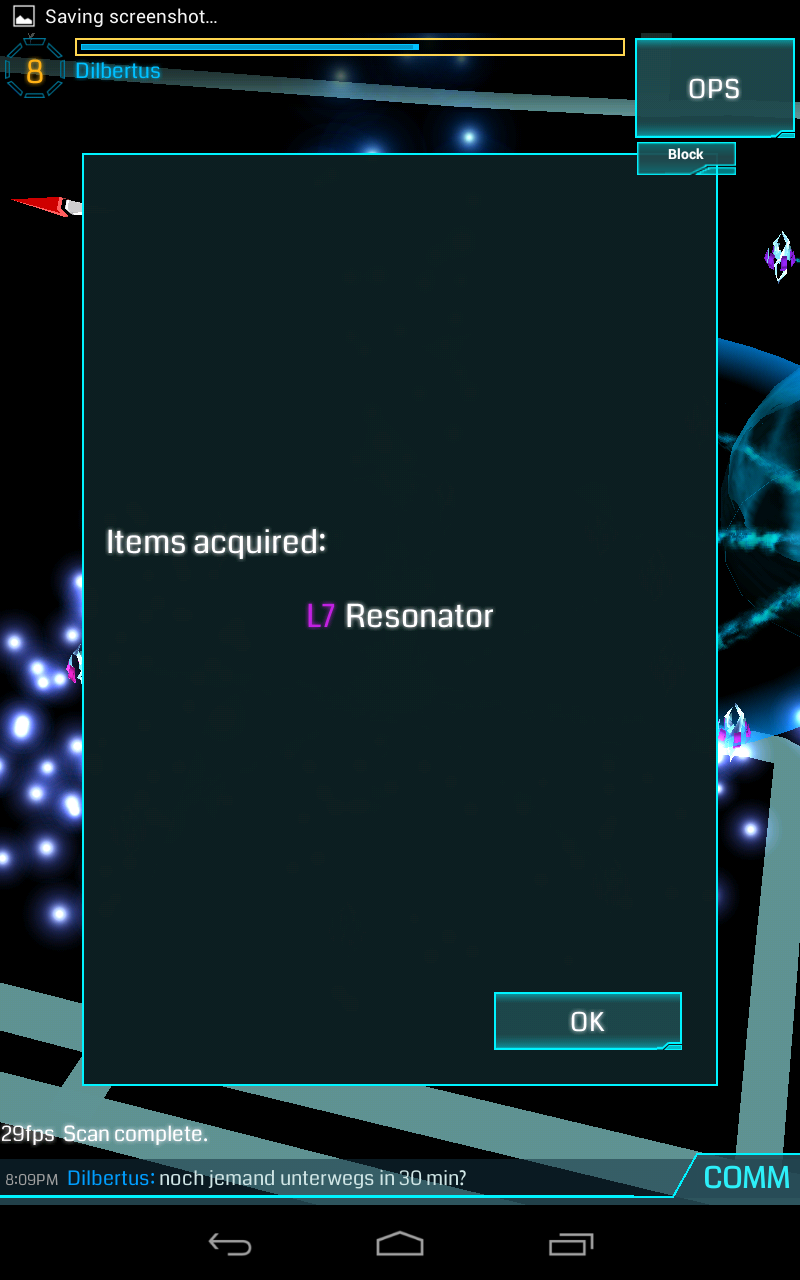 Saving screenshot...
8
Dilbertus
OPS
Block
Items acquired:
L7 Resonator
OK
29fps Scan complete.
8:09PM Dilbertus: noch jemand unterwegs in 30 min?
COMM